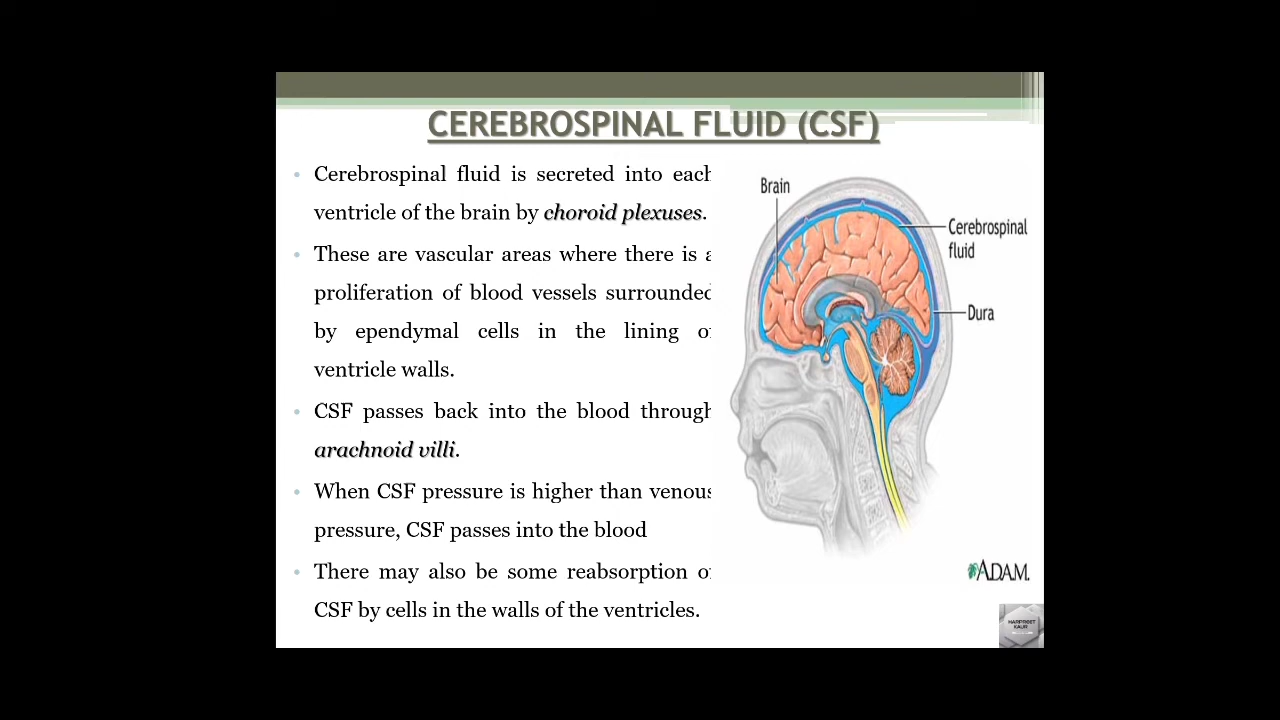 CEREBROSPINAL FLUID (CSF)
• Cerebrospinal fluid is secreted into each
ventricle of the brain by choroid plexuses.
• These are vascular areas where there is a
proliferation of blood vessels surrounded
by ependymal cells in the lining of
ventricle walls.
• CSF passes back into the blood through
arachnoid villi.
• When CSF pressure is higher than venous
pressure, CSF passes into the blood
• There may also be some reabsorption of
CSF by cells in the walls of the ventricles.
Brain
Cerebrospinal
fluid
Dura
ADAM.
HARPREET
KAUR